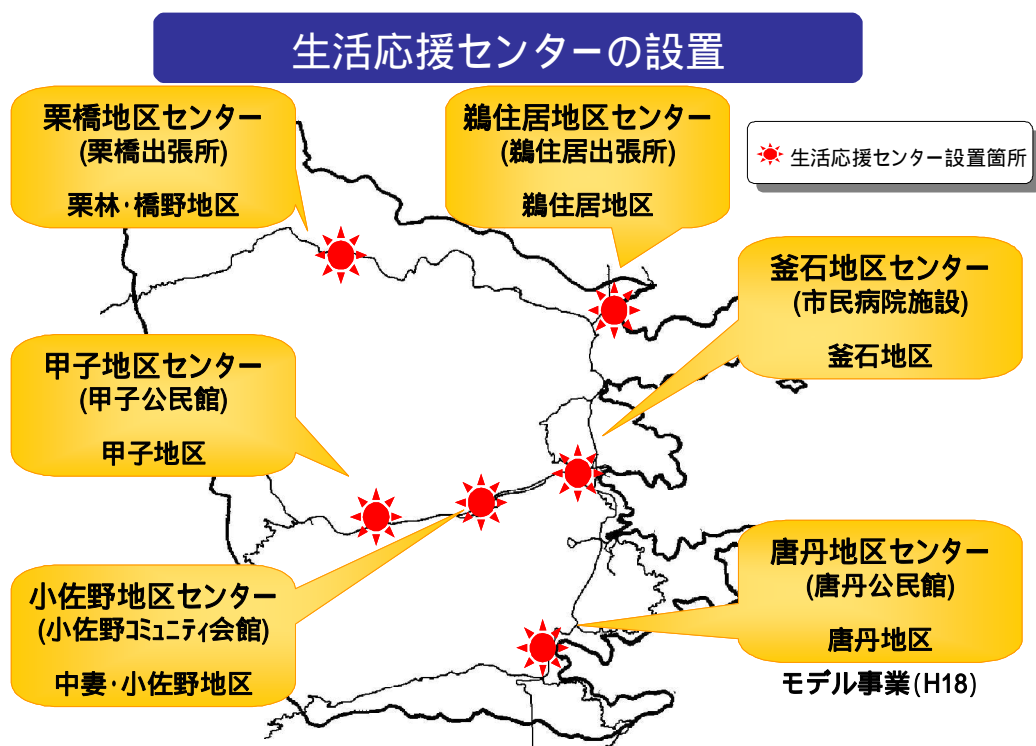 生活応援センターの設置
栗橋地区センター
(栗橋出張所)
栗林・橋野地区
鵜住居地区センター
(鵜住居出張所)
鵜住居地区
生活応援センター設置箇所
釜石地区センター
(市民病院施設)
釜石地区
甲子地区センター
(甲子公民館)
甲子地区
小佐野地区センター
(小佐野ｺﾐｭﾆﾃｨ会館)
中妻・小佐野地区
唐丹地区センター
(唐丹公民館)
唐丹地区
モデル事業(H18)